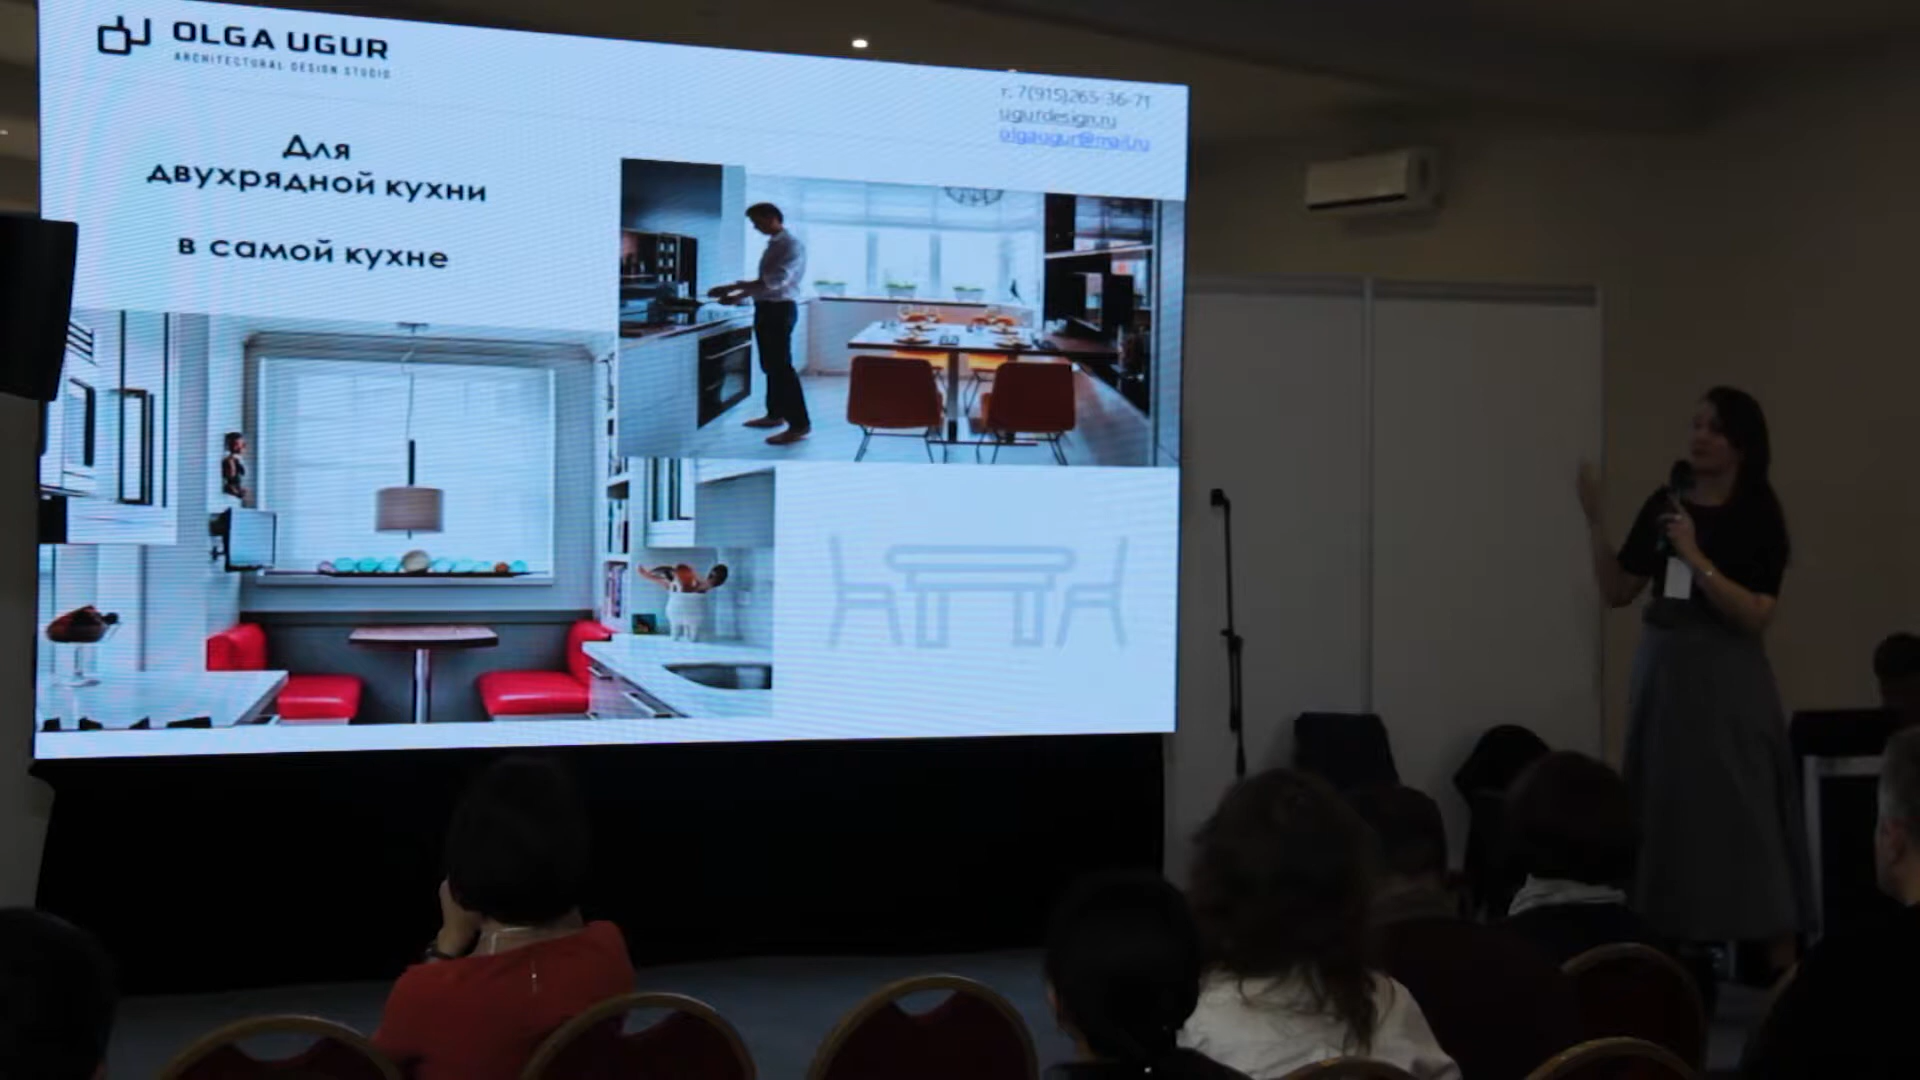 OLGA UGUR
ARCHITECTURAL DESIGN STUDIO
т. 7(915)265-36-71
ugurdesign.ru
olgaugur@mail.ru
Для
двухрядной кухни
в самой кухне